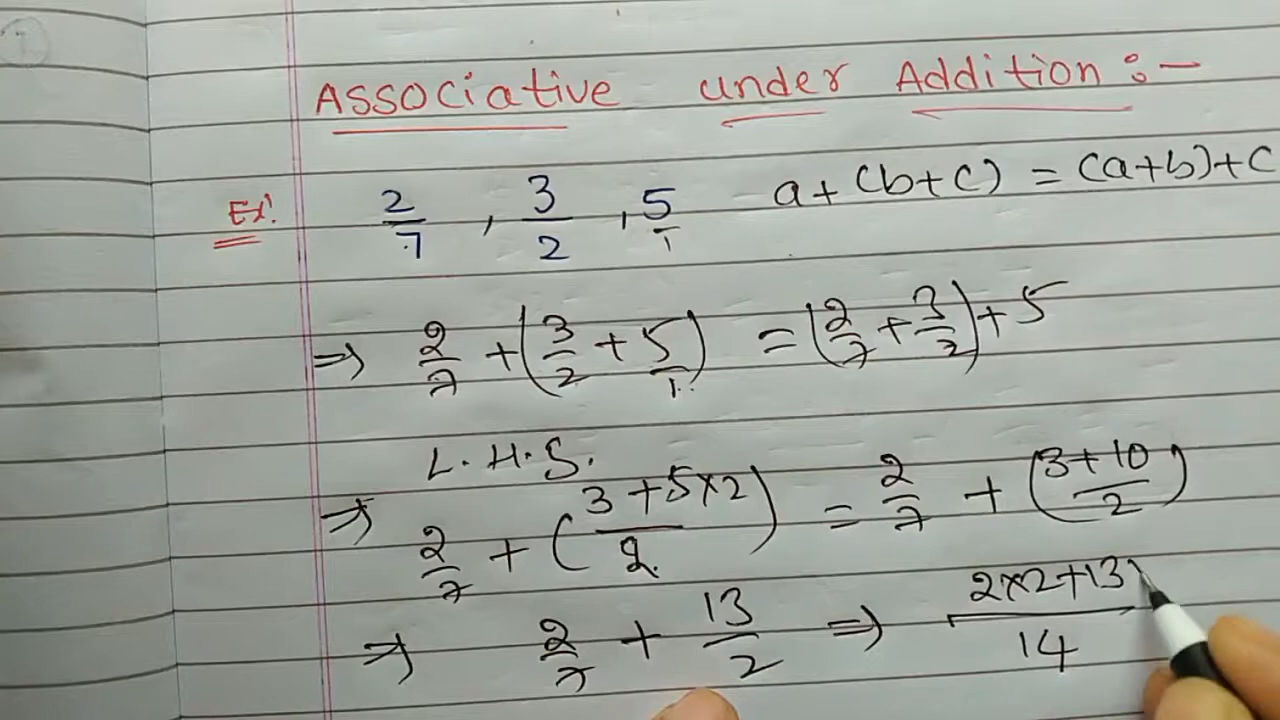 Associative under Addition :-
Ex! 2/7 , 3/2 , 5/1 a+(b+c) = (a+b)+c
⇒ 2/7 + (3/2 + 5/1) = (2/7 + 3/2) + 5
L.H.S.
⇒ 2/7 + (3+5×2/2) = 2/7 + (3+10/2)
⇒ 2/7 + 13/2 ⇒ 2×2+13/14